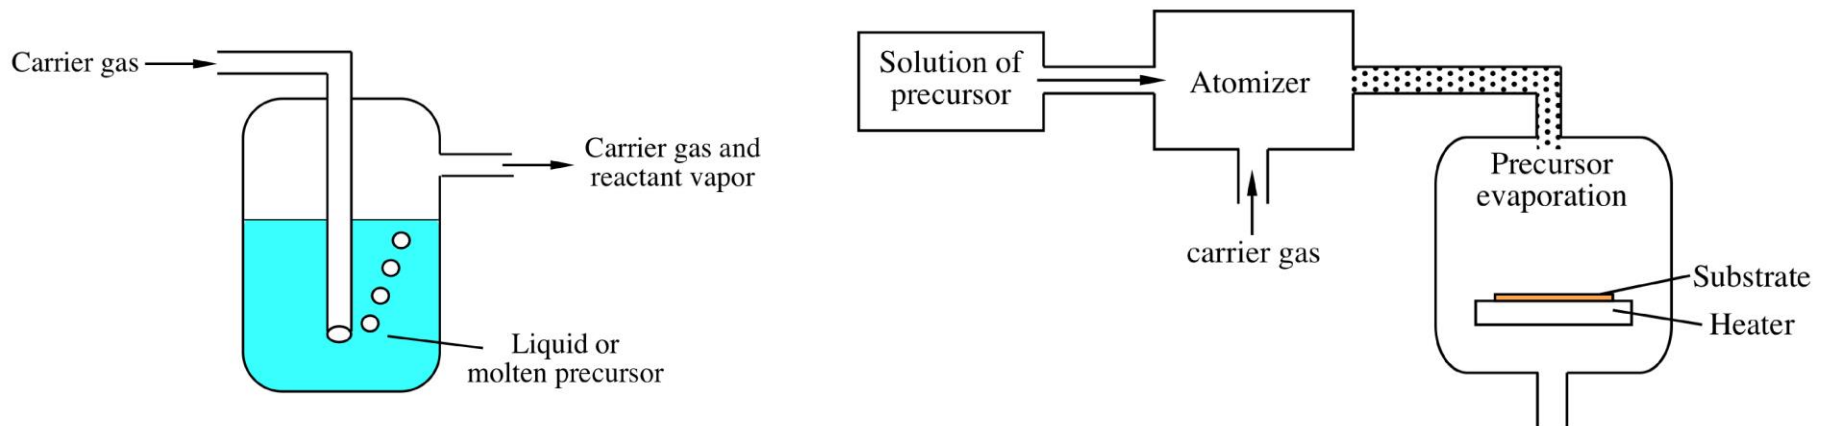 Carrier gas
Carrier gas and
reactant vapor
Liquid or
molten precursor
Solution of
precursor
Atomizer
carrier gas
Precursor
evaporation
Substrate
Heater